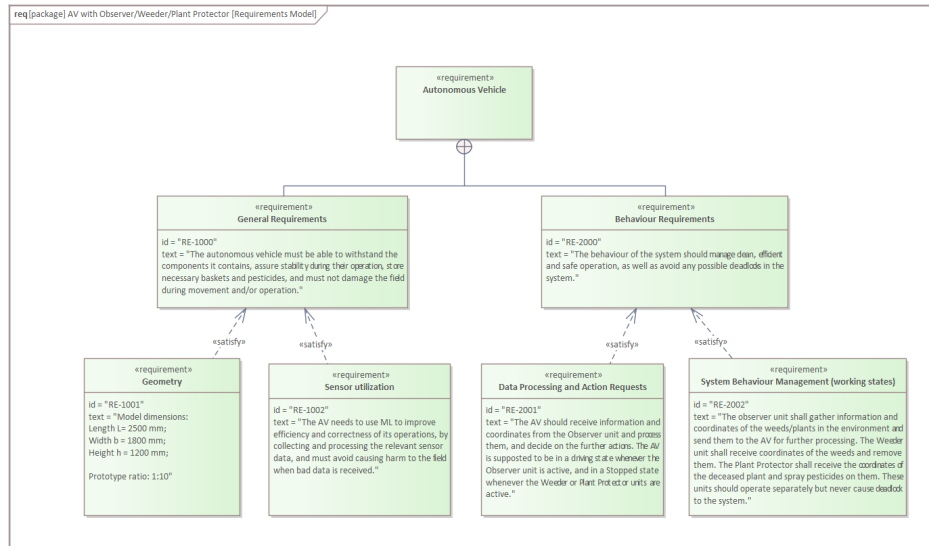 req [package] AV with Observer/Weeder/Plant Protector [Requirements Model]
«requirement»
Autonomous Vehicle
«requirement»
General Requirements
id = "RE-1000"
text = "The autonomous vehicle must be able to withstand the
components it contains, assure stability during their operation, store
necessary baskets and pesticides, and must not damage the field
during movement and/or operation."
«requirement»
Behaviour Requirements
id = "RE-2000"
text = "The behaviour of the system should manage clean, efficient
and safe operation, as well as avoid any possible deadlocks in the
system."
«satisfy»
«satisfy»
«satisfy»
«satisfy»
«requirement»
Geometry
id = "RE-1001"
text = "Model dimensions:
Length L= 2500 mm;
Width b = 1800 mm;
Height h = 1200 mm;
Prototype ratio: 1:10"
«requirement»
Sensor utilization
id = "RE-1002"
text = "The AV needs to use ML to improve
efficiency and correctness of its operations, by
collecting and processing the relevant sensor
data, and must avoid causing harm to the field
when bad data is received."
«requirement»
Data Processing and Action Requests
id = "RE-2001"
text = "The AV should receive information and
coordinates from the Observer unit and process
them, and decide on the further actions. The AV
is supposted to be in a driving state whenever the
Observer unit is active, and in a Stopped state
whenever the Weeder or Plant Protector units are
active."
«requirement»
System Behaviour Management (working states)
id = "RE-2002"
text = "The observer unit shall gather information and
coordinates of the weeds/plants in the environment and
send them to the AV for further processing. The Weeder
unit shall receive coordinates of the weeds and remove
them. The Plant Protector shall receive the coordinates of
the deceased plant and spray pesticides on them. These
units should operate separately but never cause deadlock
to the system."